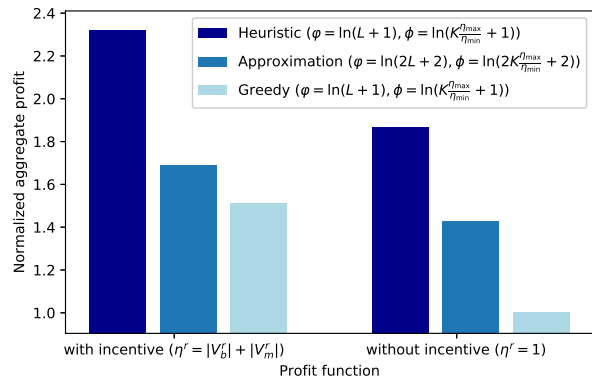 2.4
2.2
2.0
1.8
1.6
1.4
1.2
1.0
Normalized aggregate profit
Heuristic (φ = ln(L + 1), ϕ = ln(K η_max/η_min + 1))
Approximation (φ = ln(2L + 2), ϕ = ln(2K η_max/η_min + 2))
Greedy (φ = ln(L + 1), ϕ = ln(K η_max/η_min + 1))
with incentive (η^r = |V_b^r| + |V_m^r|)
without incentive (η^r = 1)
Profit function